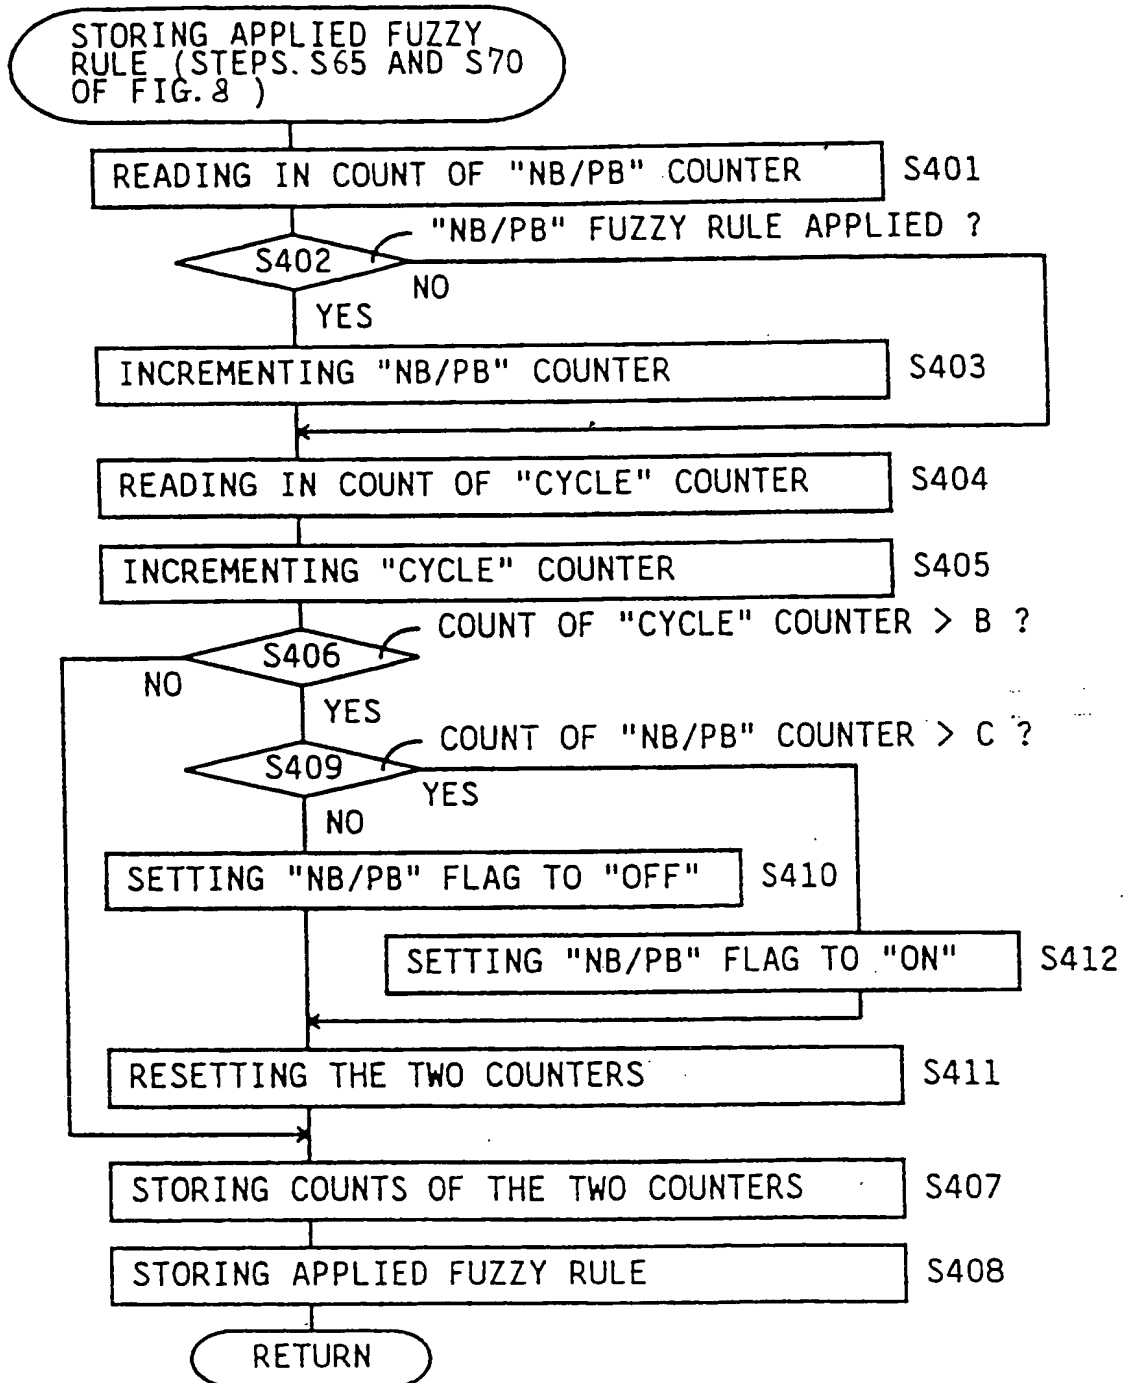 STORING APPLIED FUZZY
RULE (STEPS. S65 AND S70
OF FIG. 8 )
READING IN COUNT OF "NB/PB" COUNTER S401
"NB/PB" FUZZY RULE APPLIED ?
S402
NO
YES
INCREMENTING "NB/PB" COUNTER S403
READING IN COUNT OF "CYCLE" COUNTER S404
INCREMENTING "CYCLE" COUNTER S405
COUNT OF "CYCLE" COUNTER > B ?
S406
NO
YES
COUNT OF "NB/PB" COUNTER > C ?
S409
YES
NO
SETTING "NB/PB" FLAG TO "OFF" S410
SETTING "NB/PB" FLAG TO "ON" S412
RESETTING THE TWO COUNTERS S411
STORING COUNTS OF THE TWO COUNTERS S407
STORING APPLIED FUZZY RULE S408
RETURN